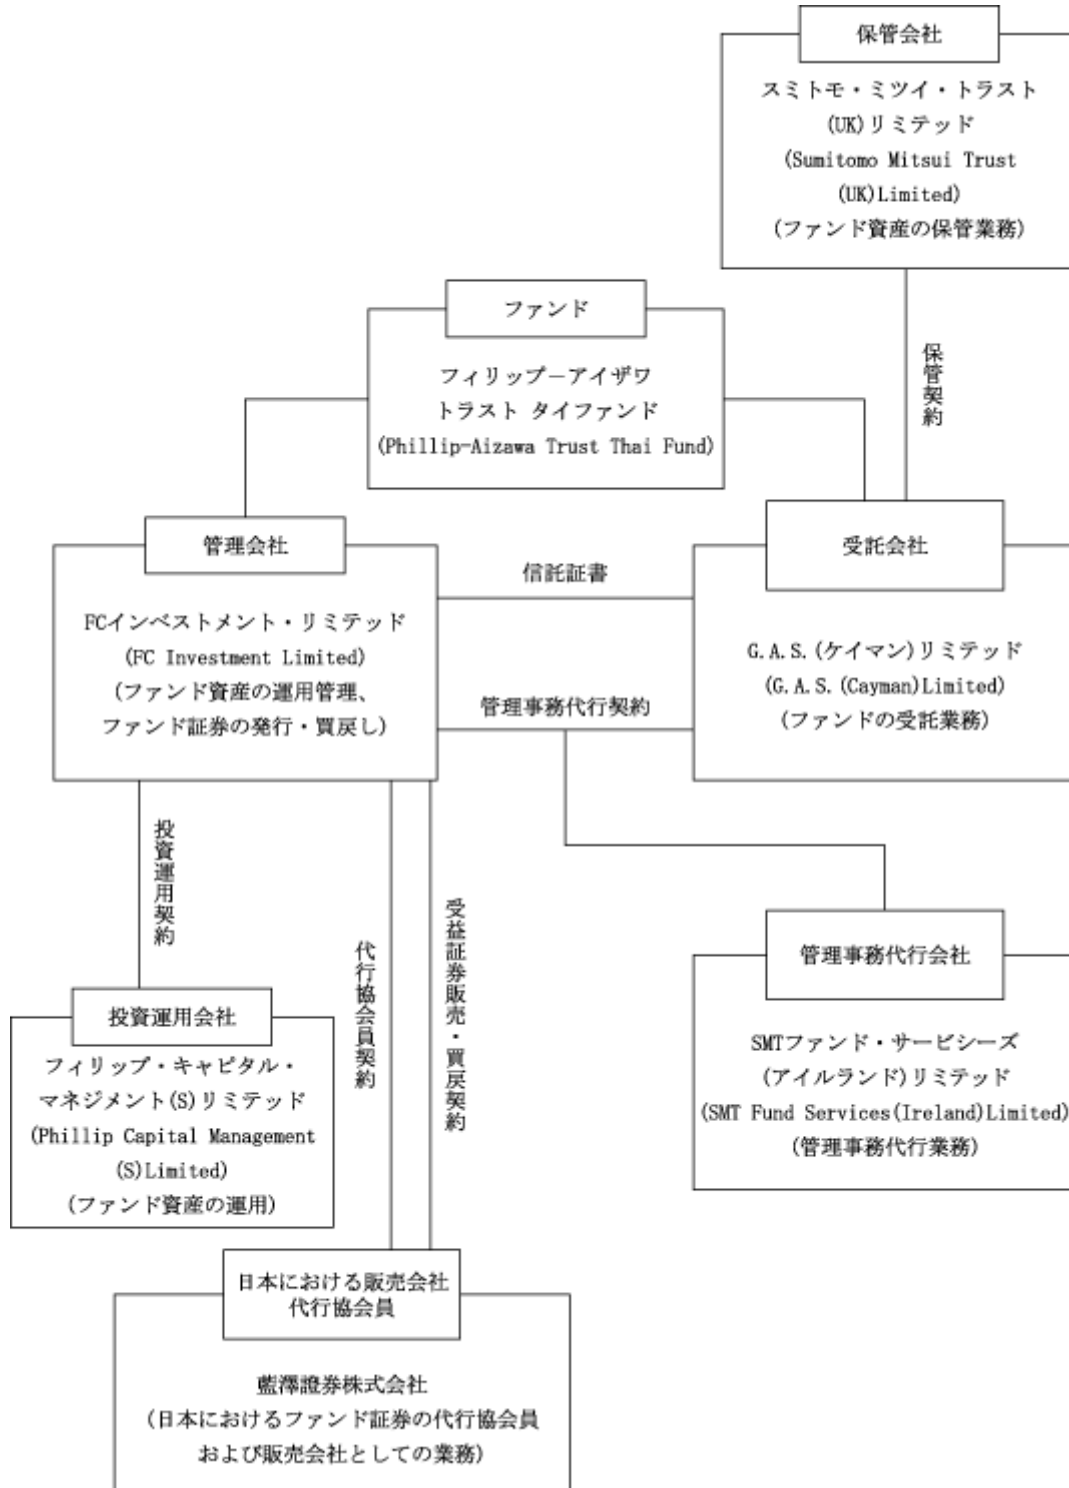 保管会社
スミトモ・ミツイ・トラスト
(UK)リミテッド
(Sumitomo Mitsui Trust
(UK)Limited)
(ファンド資産の保管業務)
保管契約
ファンド
フィリップ－アイザワ
トラスト タイファンド
(Phillip-Aizawa Trust Thai Fund)
管理会社
FCインベストメント・リミテッド
(FC Investment Limited)
(ファンド資産の運用管理、
ファンド証券の発行・買戻し)
信託証書
管理事務代行契約
受託会社
G.A.S.(ケイマン)リミテッド
(G.A.S.(Cayman)Limited)
(ファンドの受託業務)
投資運用契約
代行協会員契約
受益証券販売・買戻契約
管理事務代行会社
SMTファンド・サービシーズ
(アイルランド)リミテッド
(SMT Fund Services(Ireland)Limited)
(管理事務代行業務)
投資運用会社
フィリップ・キャピタル・
マネジメント(S)リミテッド
(Phillip Capital Management
(S)Limited)
(ファンド資産の運用)
日本における販売会社
代行協会員
藍澤證券株式会社
(日本におけるファンド証券の代行協会員
および販売会社としての業務)